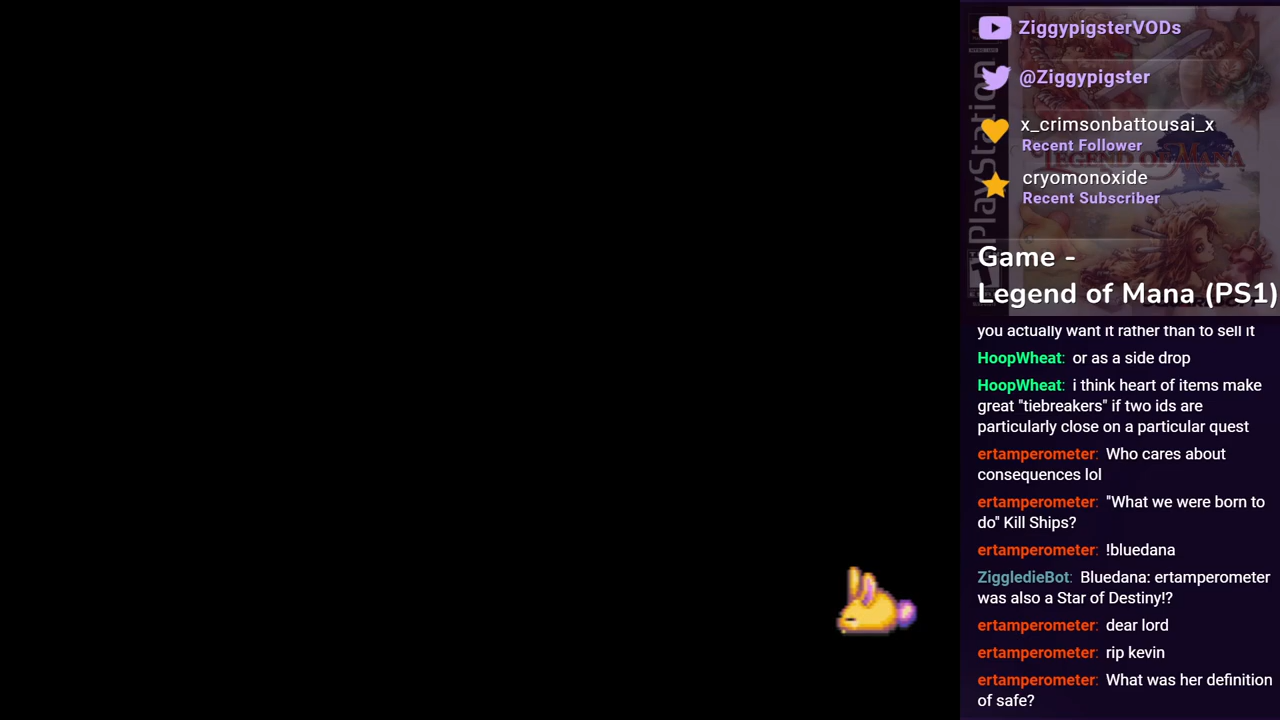 ZiggypigsterVODs
@Ziggypigster
x_crimsonbattousai_x
Recent Follower
cryomonoxide
Recent Subscriber
PlayStation
LEGEND OF MANA
Game -
Legend of Mana (PS1)
you actually want it rather than to sell it
HoopWheat: or as a side drop
HoopWheat: i think heart of items make
great "tiebreakers" if two ids are
particularly close on a particular quest
ertamperometer: Who cares about
consequences lol
ertamperometer: "What we were born to
do" Kill Ships?
ertamperometer: !bluedana
ZiggledieBot: Bluedana: ertamperometer
was also a Star of Destiny!?
ertamperometer: dear lord
ertamperometer: rip kevin
ertamperometer: What was her definition
of safe?